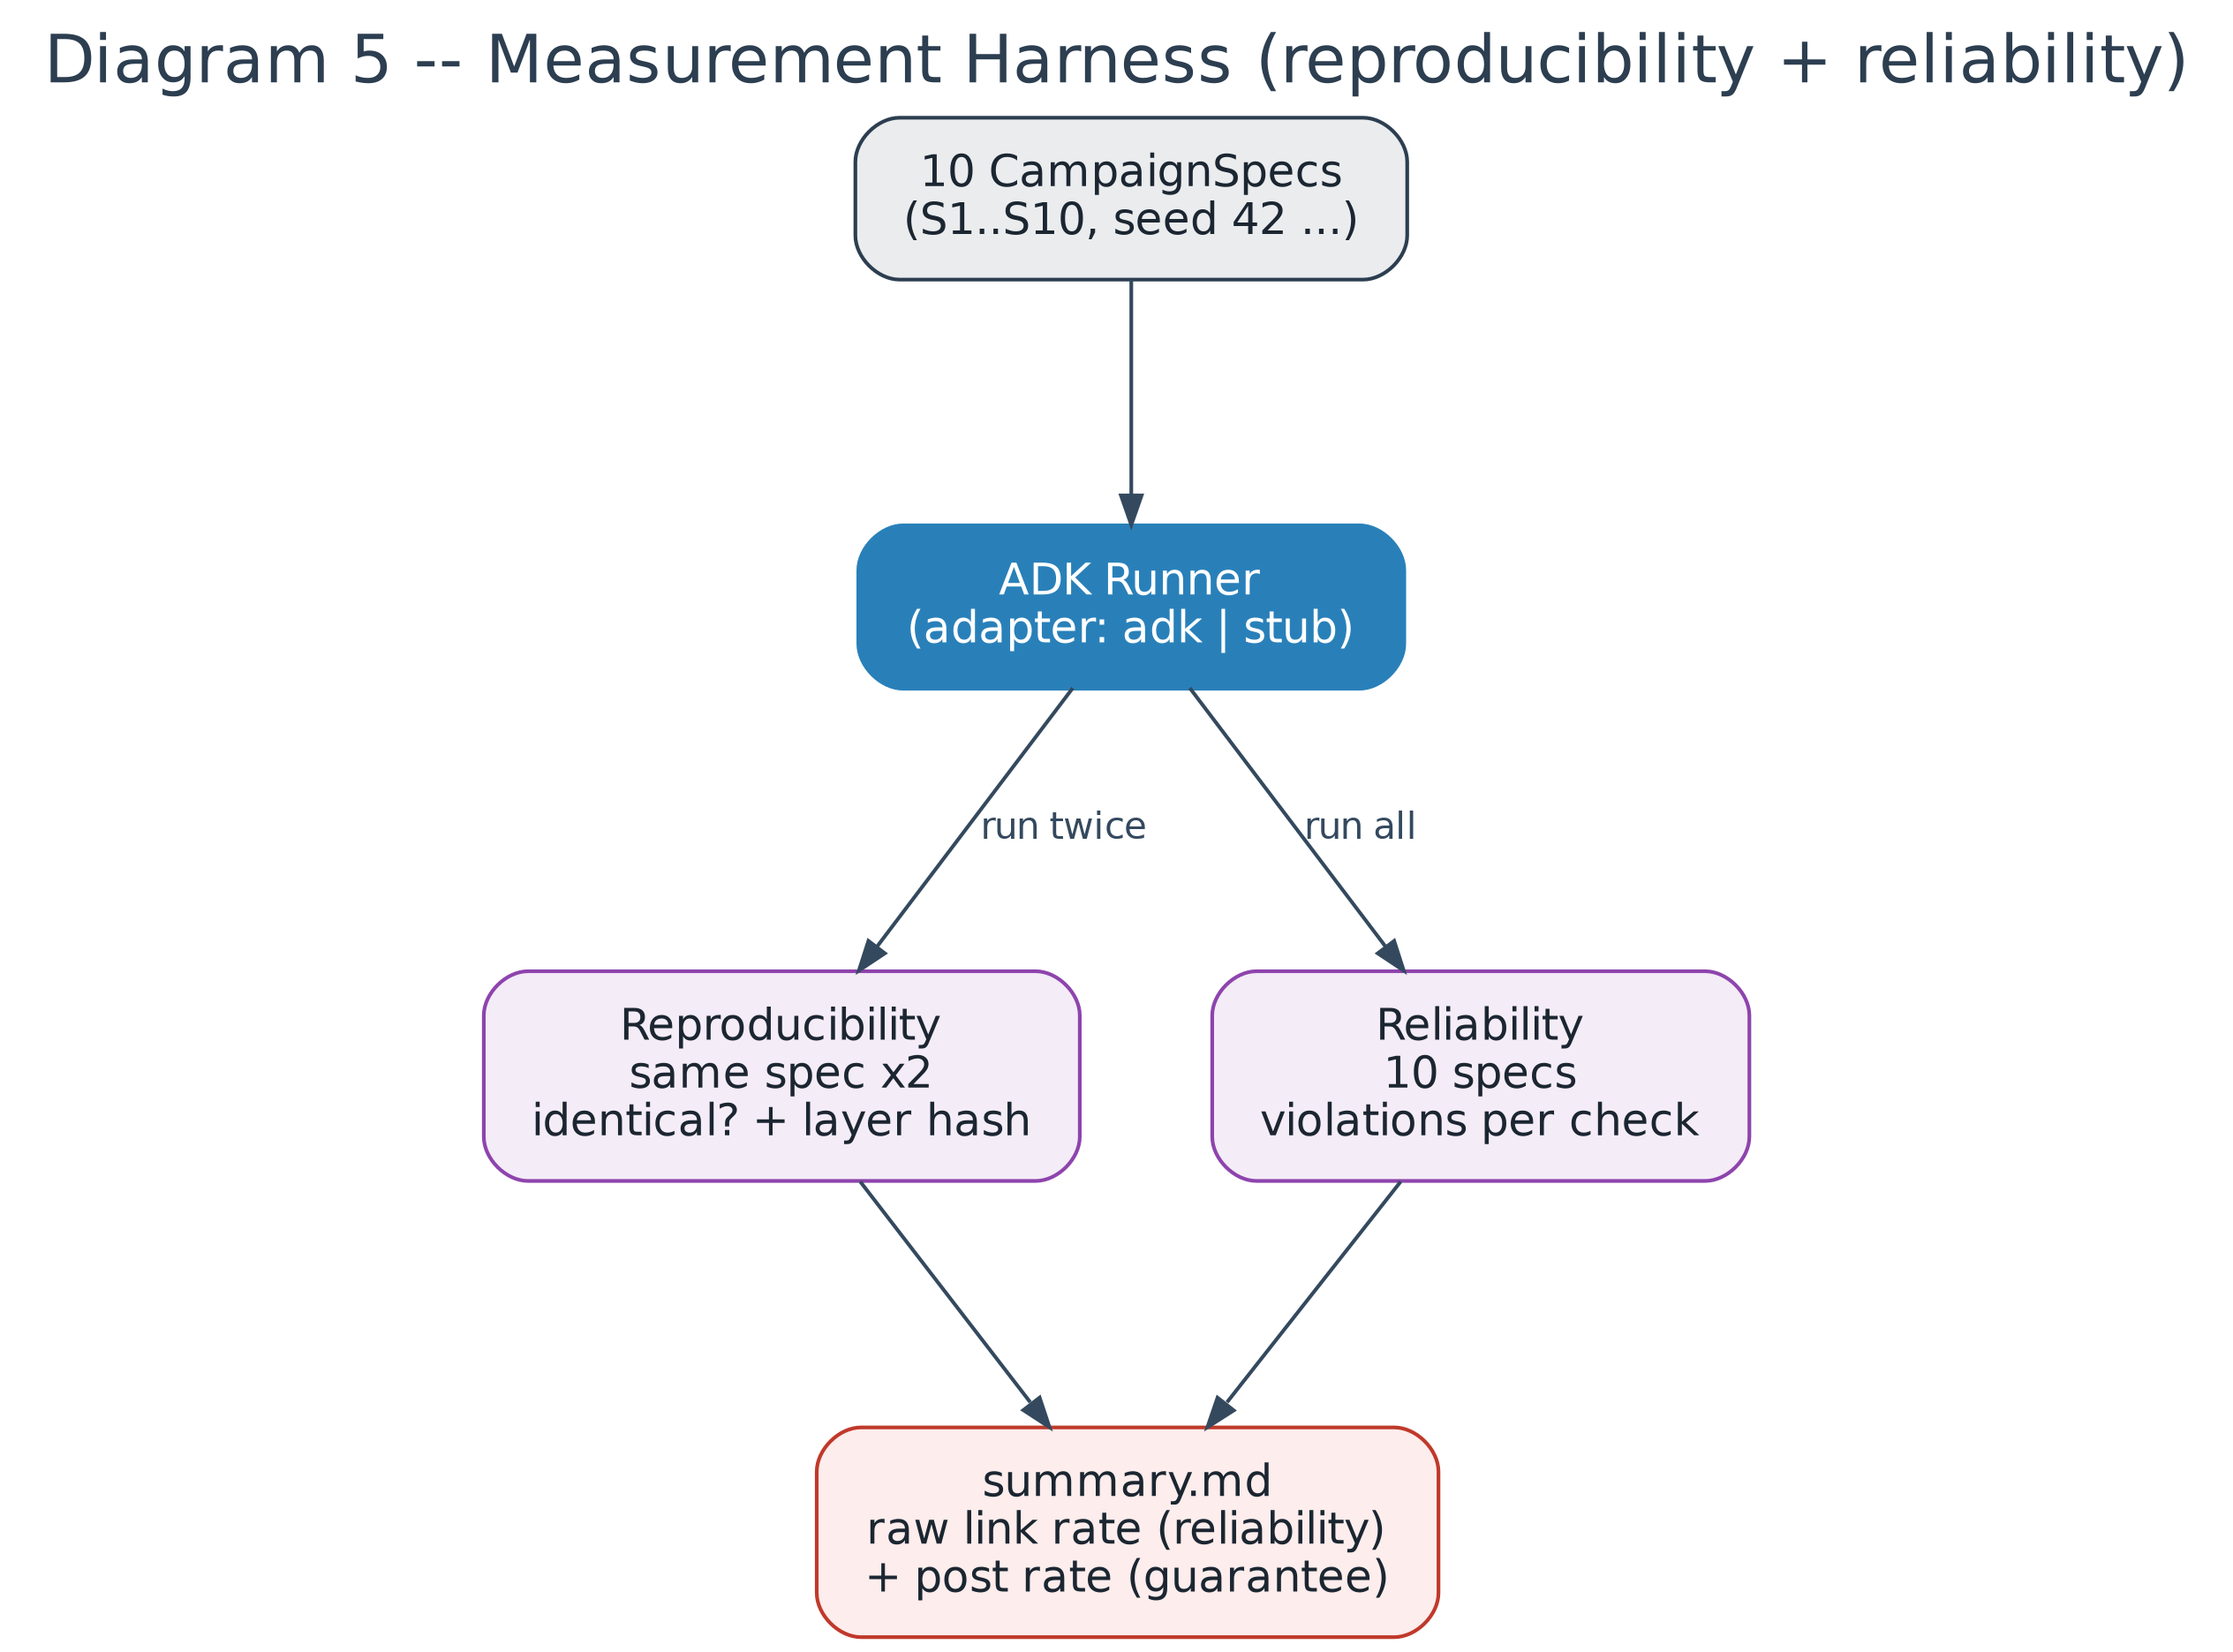 Diagram 5 -- Measurement Harness (reproducibility + reliability)
10 CampaignSpecs
(S1..S10, seed 42 ...)
ADK Runner
(adapter: adk | stub)
run twice
run all
Reproducibility
same spec x2
identical? + layer hash
Reliability
10 specs
violations per check
summary.md
raw link rate (reliability)
+ post rate (guarantee)